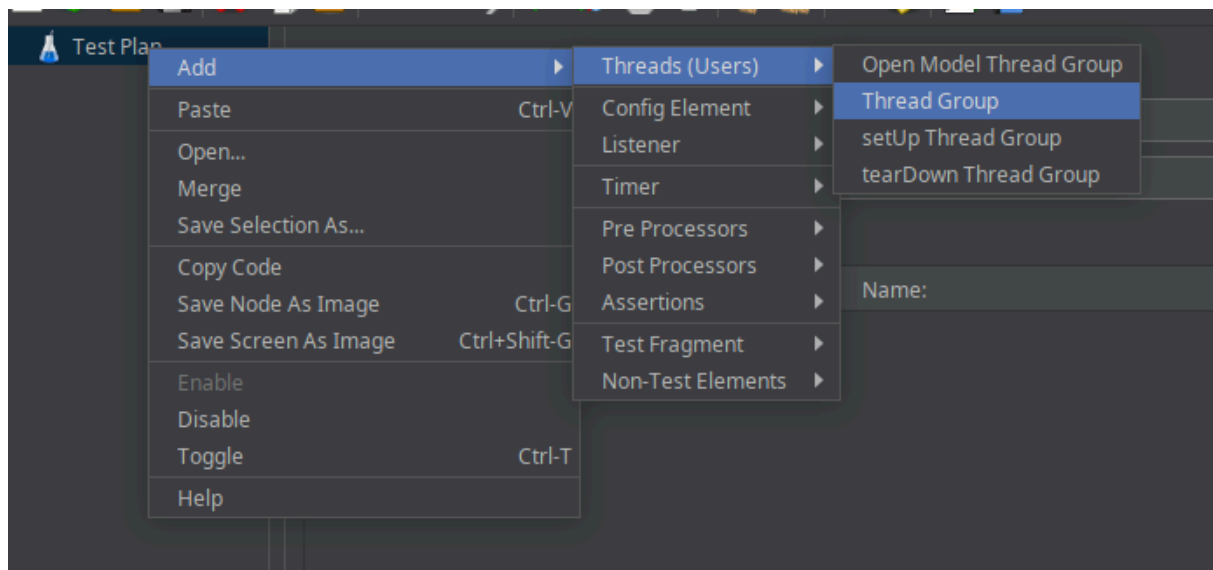 Test Plan
Add
Paste Ctrl-V
Open...
Merge
Save Selection As...
Copy Code
Save Node As Image Ctrl-G
Save Screen As Image Ctrl+Shift-G
Enable
Disable
Toggle Ctrl-T
Help
Threads (Users)
Config Element
Listener
Timer
Pre Processors
Post Processors
Assertions
Test Fragment
Non-Test Elements
Open Model Thread Group
Thread Group
setUp Thread Group
tearDown Thread Group
Name: